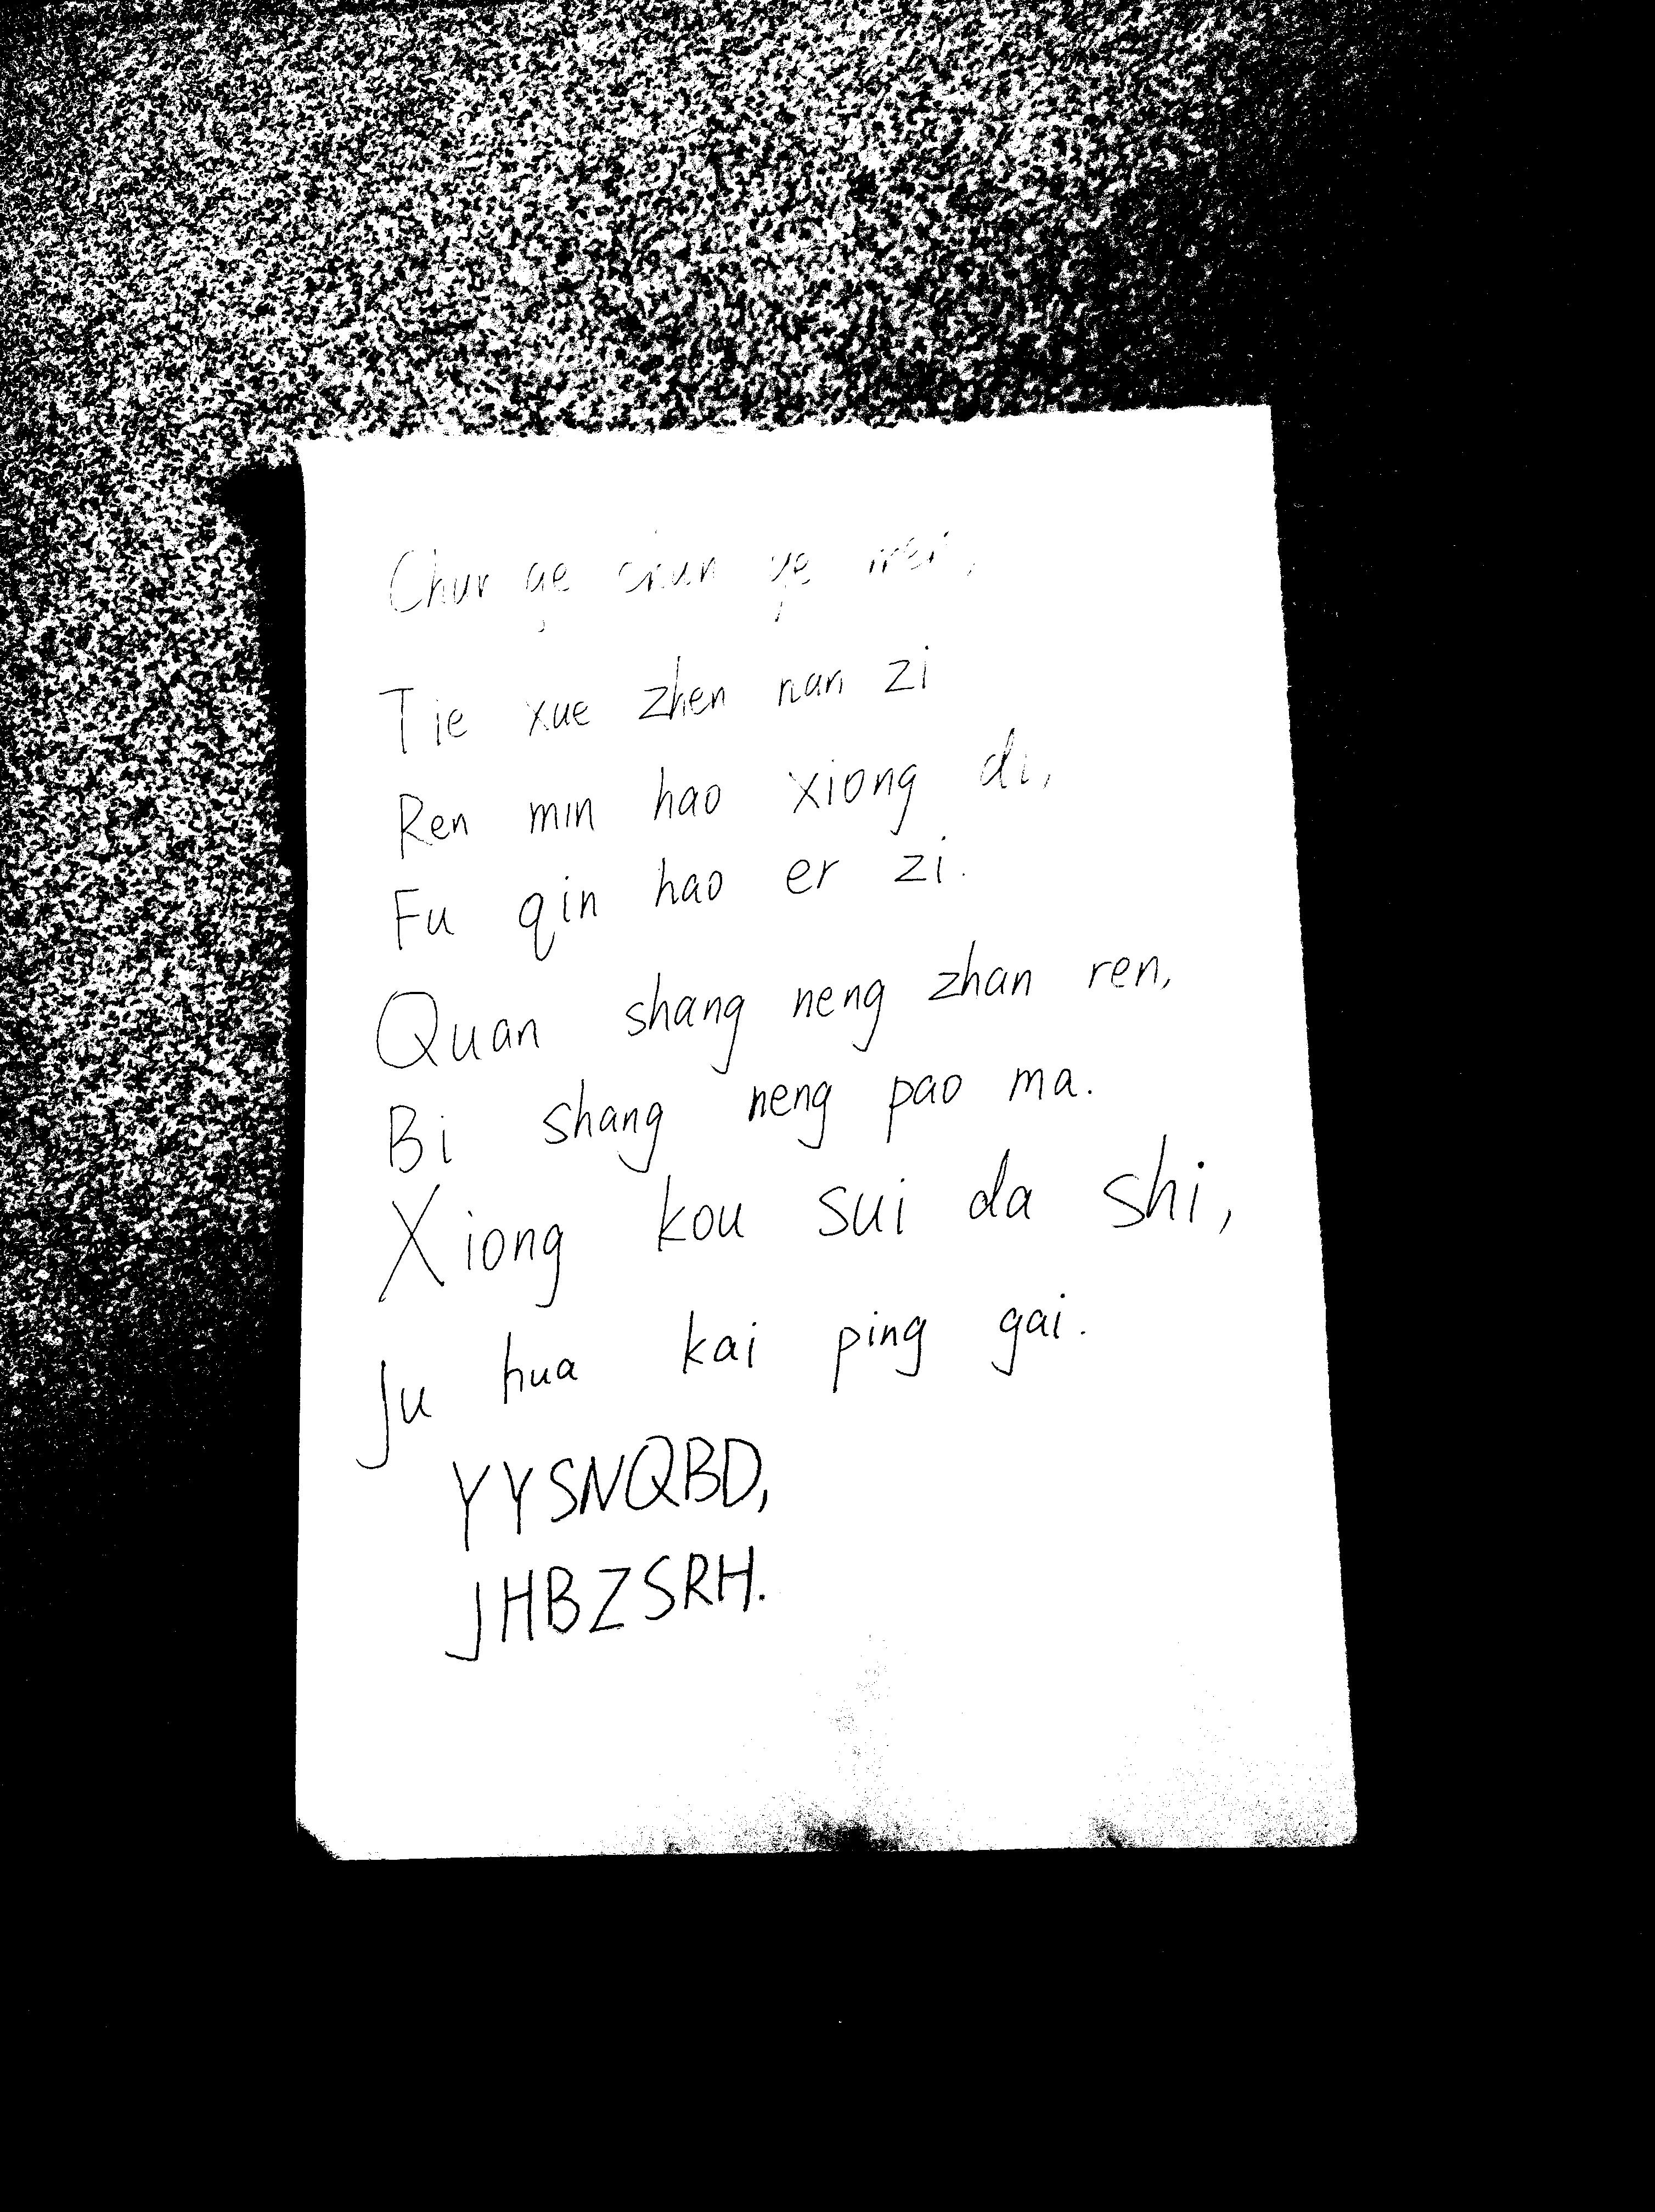 Chun ge chun ye men,
Tie xue zhen nan zi
Ren min hao xiong di,
Fu qin hao er zi.
Quan shang neng zhan ren,
Bi shang neng pao ma.
Xiong kou sui da shi,
Ju hua kai ping gai.
YYSNQBD,
JHBZSRH.